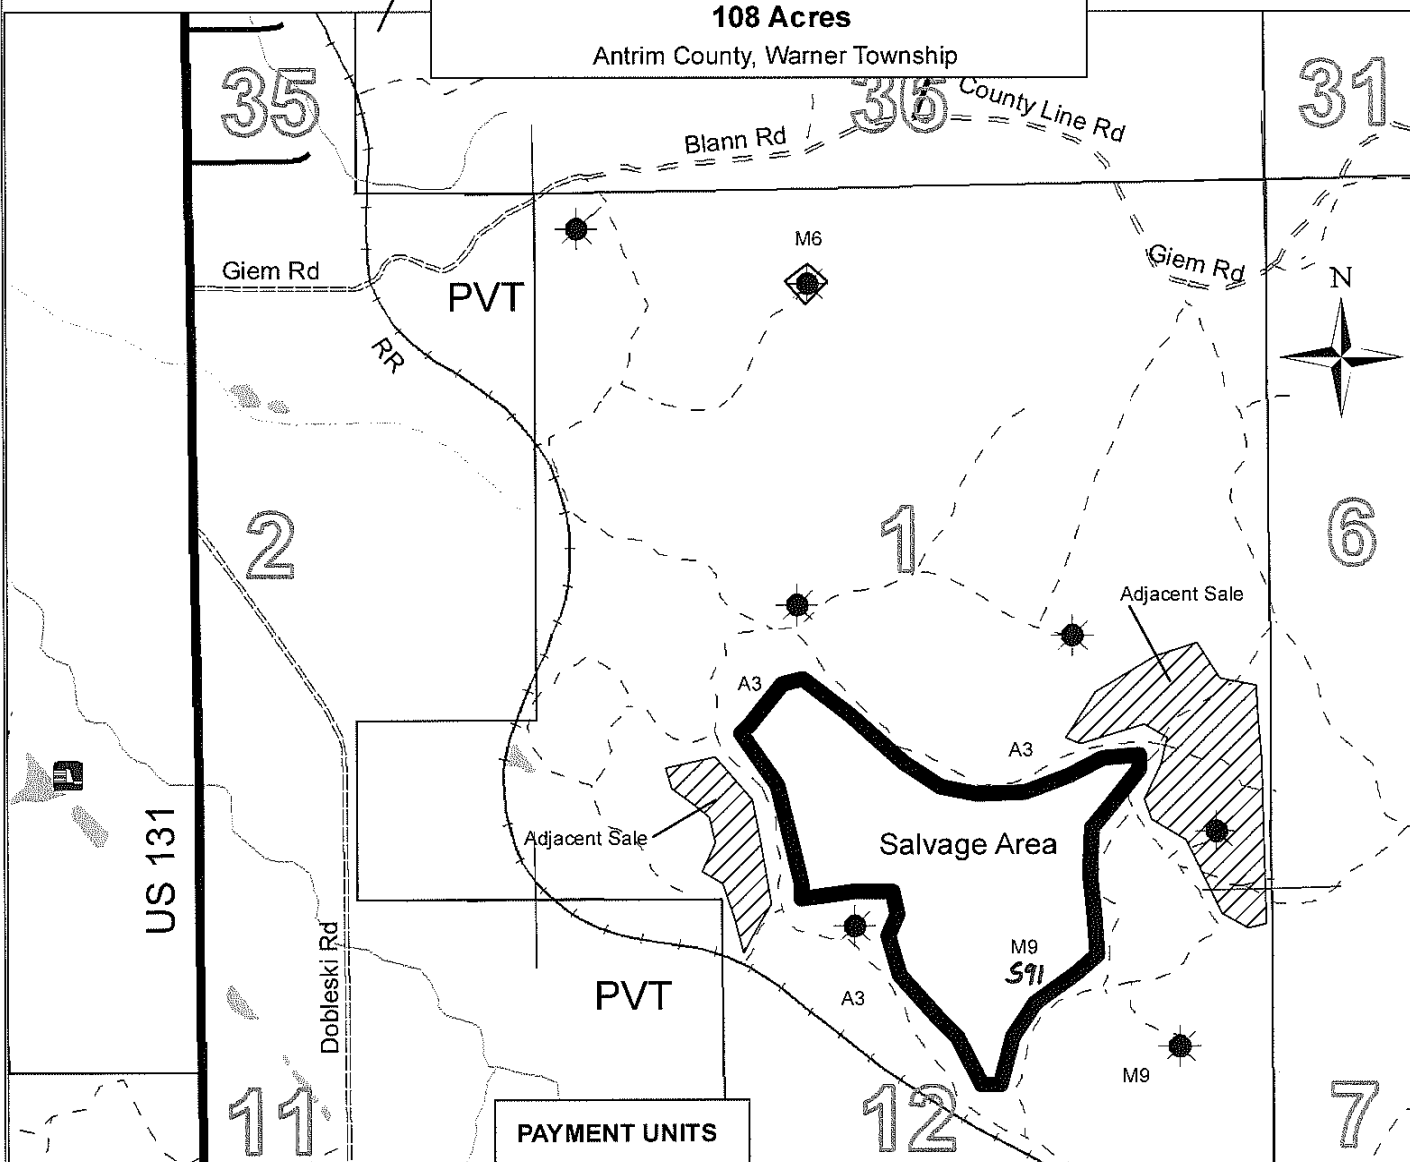 108 Acres
Antrim County, Warner Township
35
36
31
County Line Rd
Blann Rd
Giem Rd
M6
Giem Rd
PVT
N
RR
2
1
6
Adjacent Sale
A3
A3
US 131
Adjacent Sale
Salvage Area
Dobleski Rd
M9
S91
PVT
A3
M9
11
12
7
PAYMENT UNITS